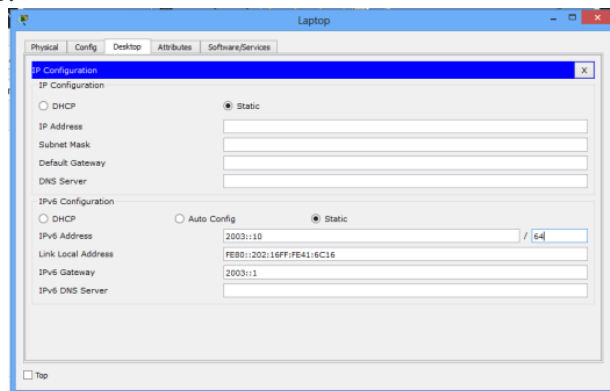 Laptop
Physical Config Desktop Attributes Software/Services
IP Configuration X
IP Configuration
DHCP Static
IP Address
Subnet Mask
Default Gateway
DNS Server
IPv6 Configuration
DHCP Auto Config Static
IPv6 Address 2003::10 / 64
Link Local Address FE80::202:16FF:FE41:6C16
IPv6 Gateway 2003::1
IPv6 DNS Server
Top